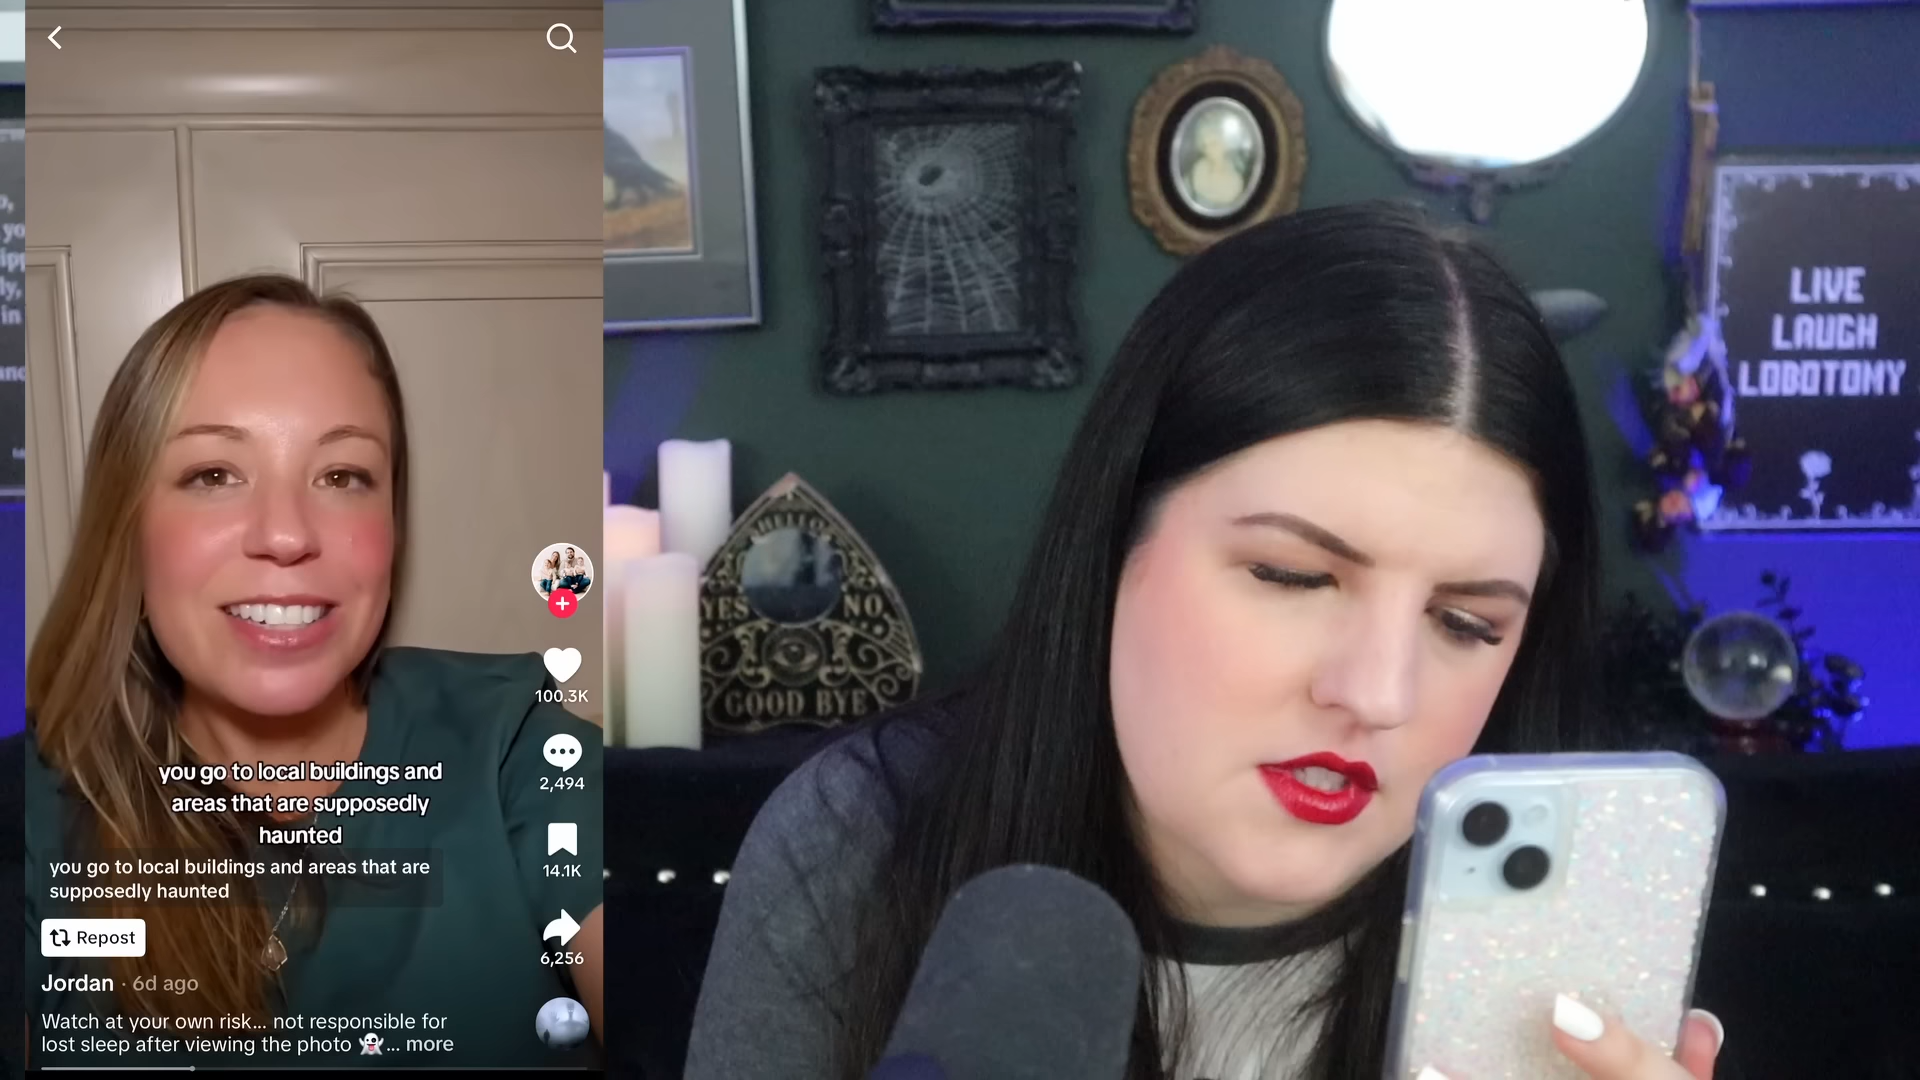 you go to local buildings and
areas that are supposedly
haunted
you go to local buildings and areas that are
supposedly haunted
Repost
Jordan · 6d ago
Watch at your own risk... not responsible for
lost sleep after viewing the photo 👻... more
100.3K
2,494
14.1K
6,256
HELLO
YES NO
GOOD BYE
LIVE
LAUGH
LOBOTOMY